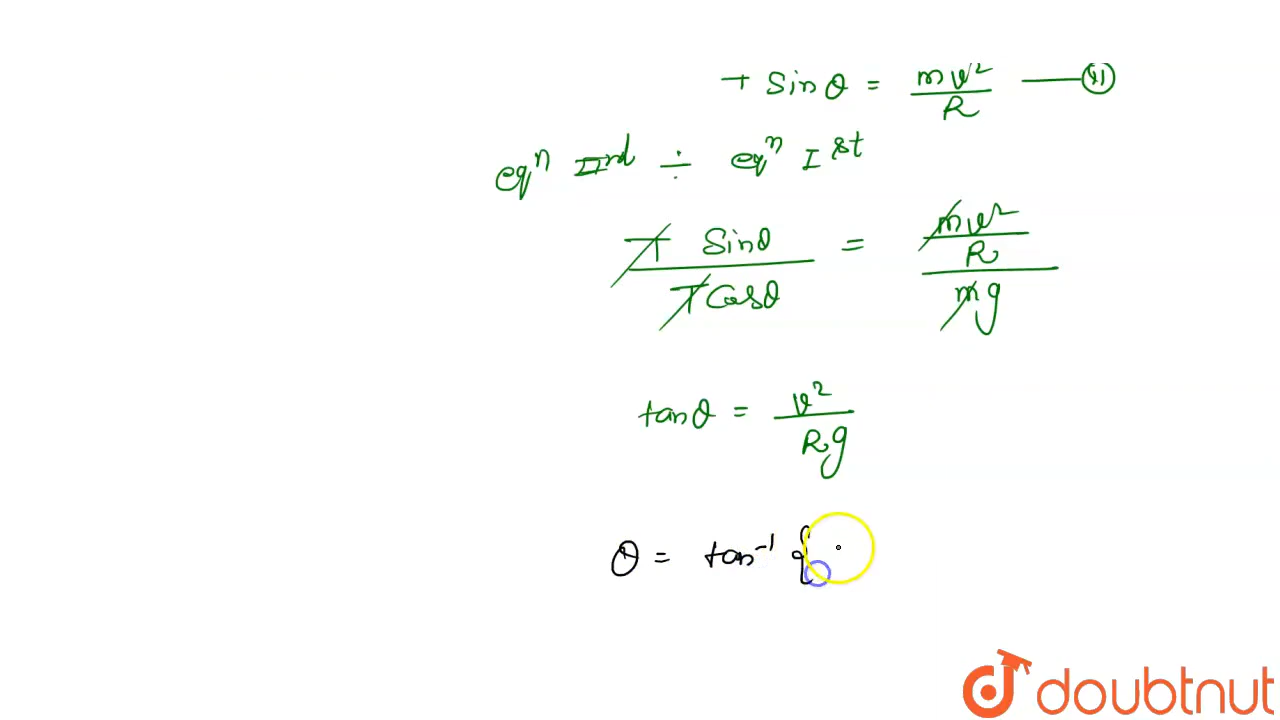 T Sinθ = mv²/R —— (II)
eqⁿ IInd ÷ eqⁿ Ist
T Sinθ / T Cosθ = (mv²/R) / mg
tanθ = v²/Rg
θ = tan⁻¹ {
doubtnut